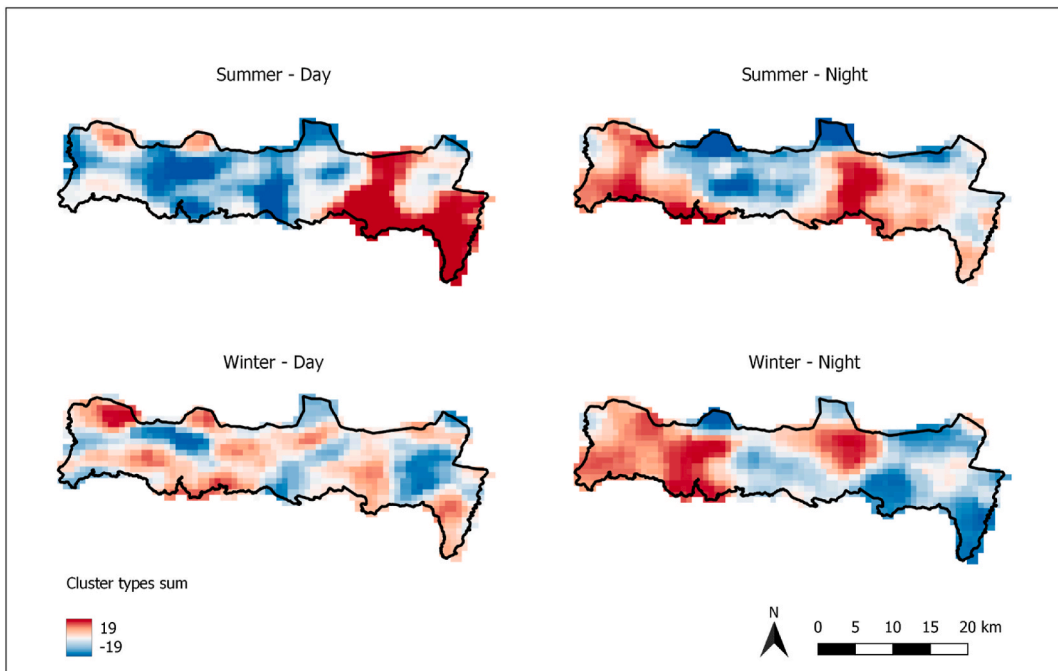 Summer - Day
Summer - Night
Winter - Day
Winter - Night
Cluster types sum
19
-19
N
0 5 10 15 20 km